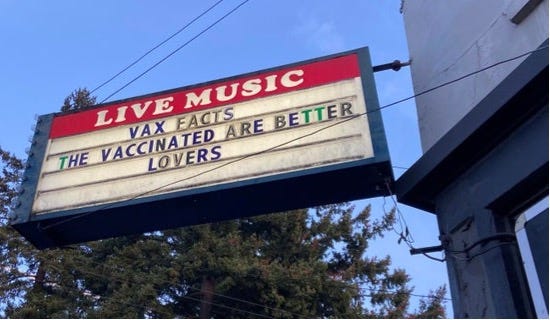 LIVE MUSIC
VAX FACTS
THE VACCINATED ARE BETTER
LOVERS